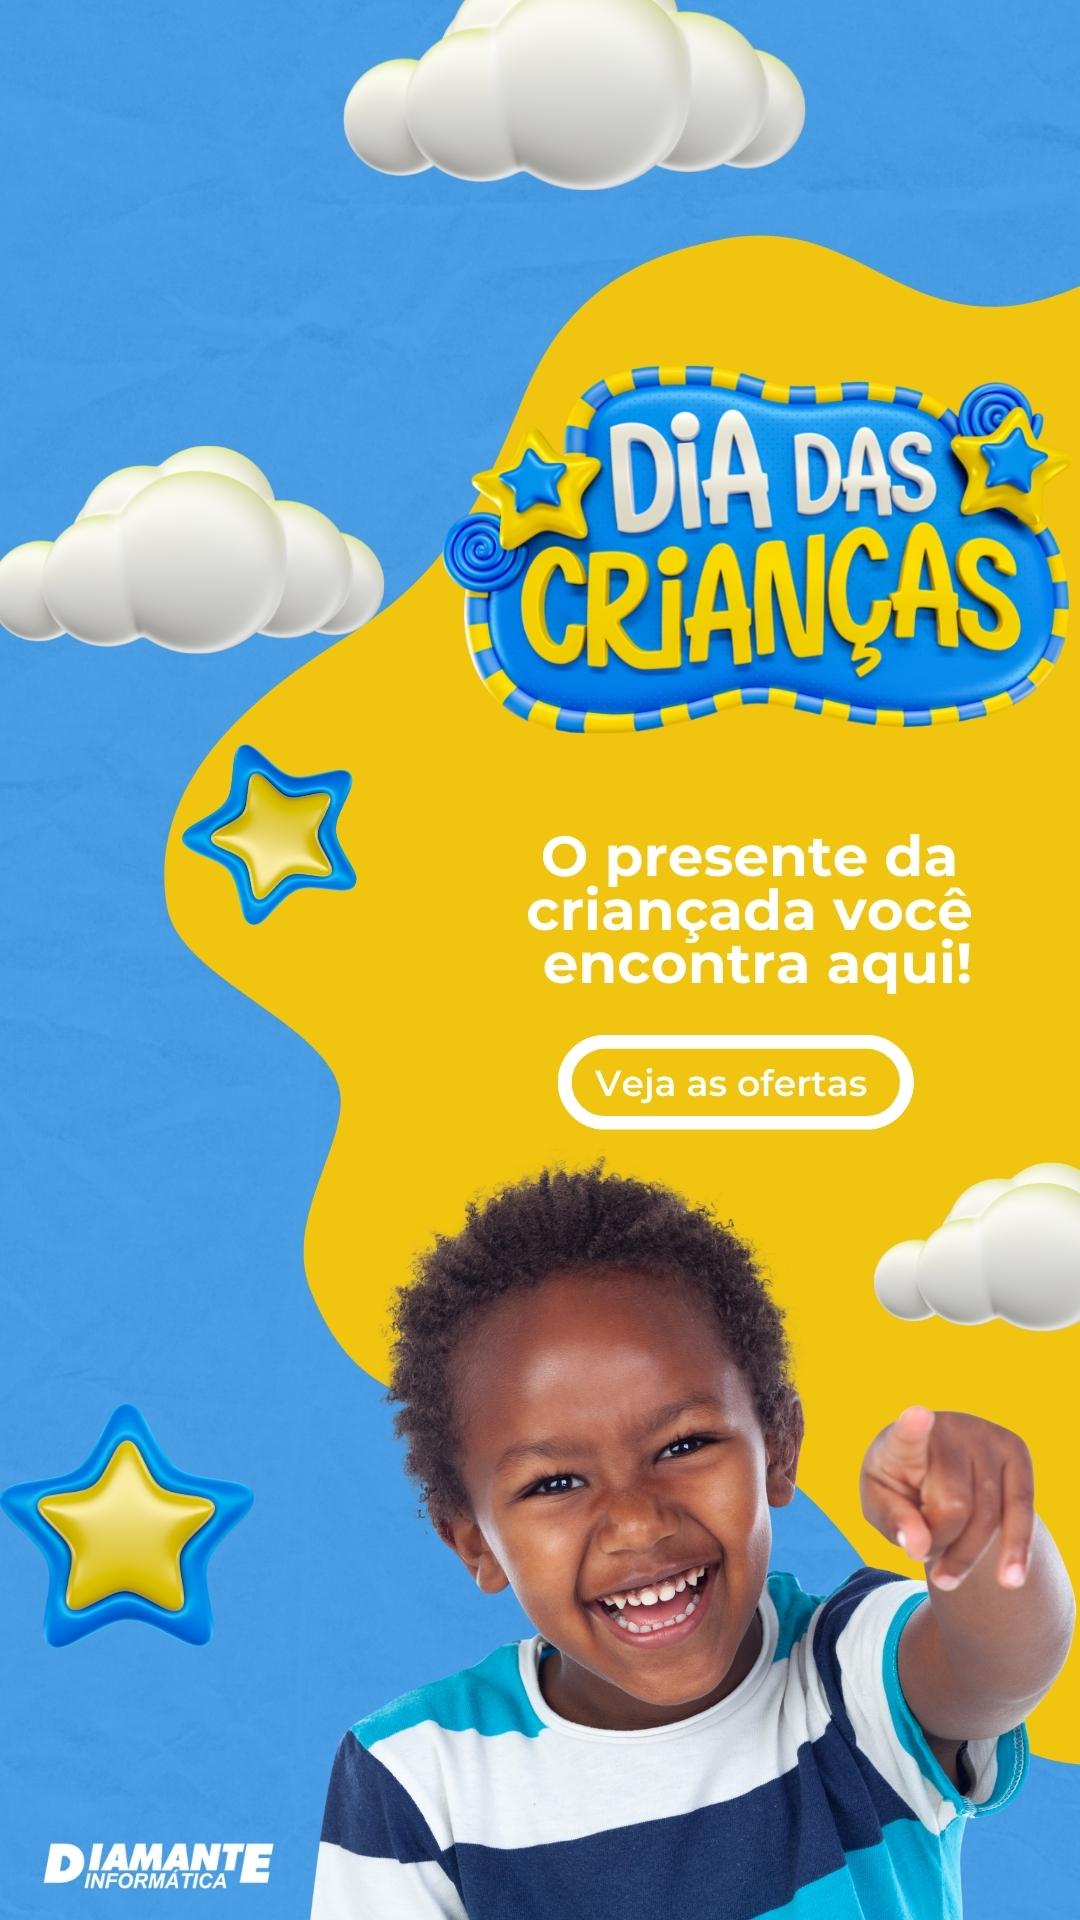 DiA DAS
CRiANÇAS
O presente da
criançada você
encontra aqui!
Veja as ofertas
DIAMANTE
INFORMÁTICA